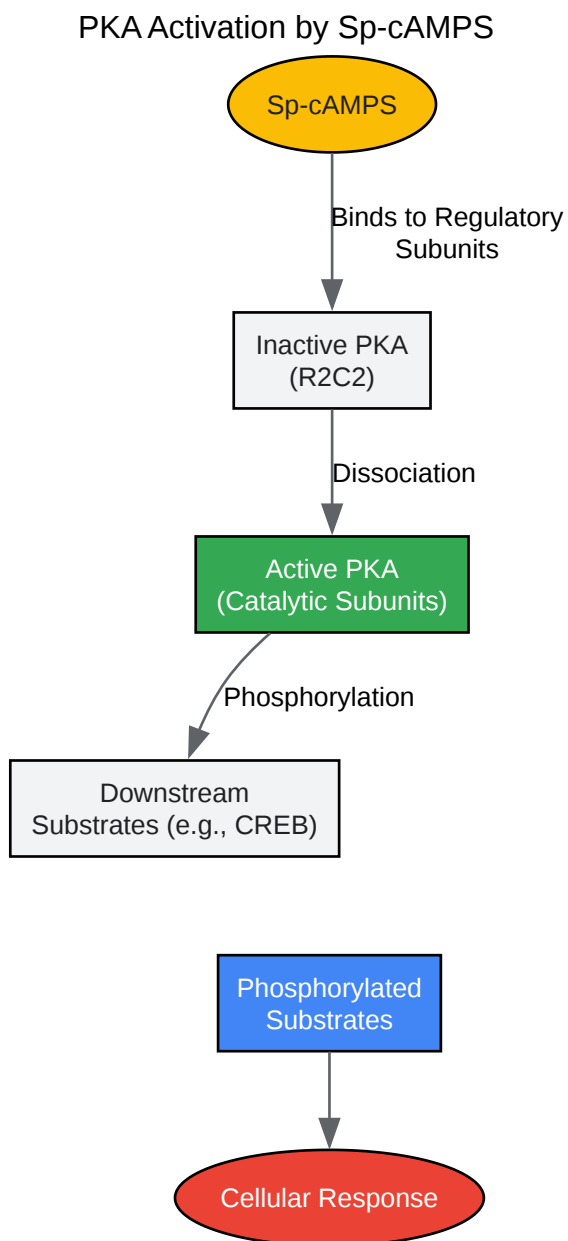 PKA Activation by Sp-cAMPS
Sp-cAMPS
Binds to Regulatory
Subunits
Inactive PKA
(R2C2)
Dissociation
Active PKA
(Catalytic Subunits)
Phosphorylation
Downstream
Substrates (e.g., CREB)
Phosphorylated
Substrates
Cellular Response